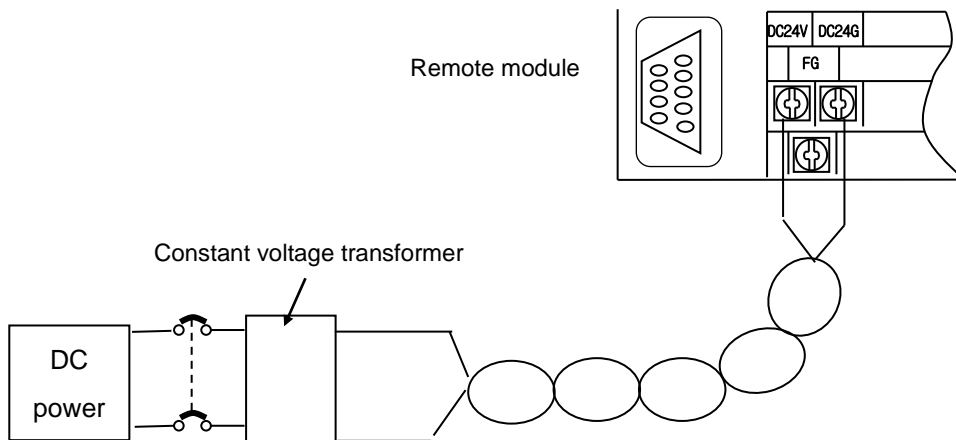 DC24V DC24G
FG
Remote module
Constant voltage transformer
DC
power